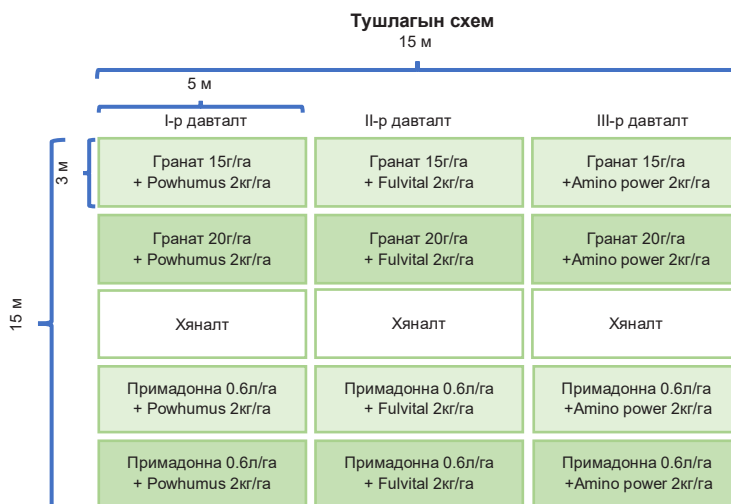 Тушлагын схем
15 м
5 м
I-р давталт
II-р давталт
III-р давталт
3 м
15 м
Гранат 15г/га
+ Powhumus 2кг/га
Гранат 15г/га
+ Fulvital 2кг/га
Гранат 15г/га
+Amino power 2кг/га
Гранат 20г/га
+ Powhumus 2кг/га
Гранат 20г/га
+ Fulvital 2кг/га
Гранат 20г/га
+Amino power 2кг/га
Хяналт
Хяналт
Хяналт
Примадонна 0.6л/га
+ Powhumus 2кг/га
Примадонна 0.6л/га
+ Fulvital 2кг/га
Примадонна 0.6л/га
+Amino power 2кг/га
Примадонна 0.6л/га
+ Powhumus 2кг/га
Примадонна 0.6л/га
+ Fulvital 2кг/га
Примадонна 0.6л/га
+Amino power 2кг/га